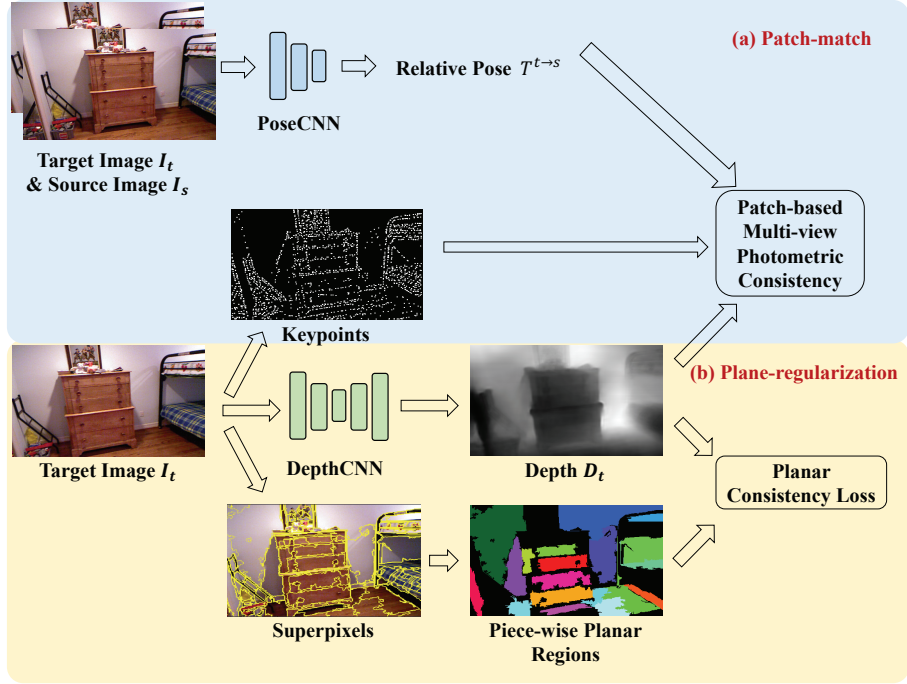 (a) Patch-match
Relative Pose T^{t→s}
PoseCNN
Target Image I_t
& Source Image I_s
Patch-based
Multi-view
Photometric
Consistency
Keypoints
(b) Plane-regularization
DepthCNN
Target Image I_t
Depth D_t
Planar
Consistency Loss
Superpixels
Piece-wise Planar
Regions